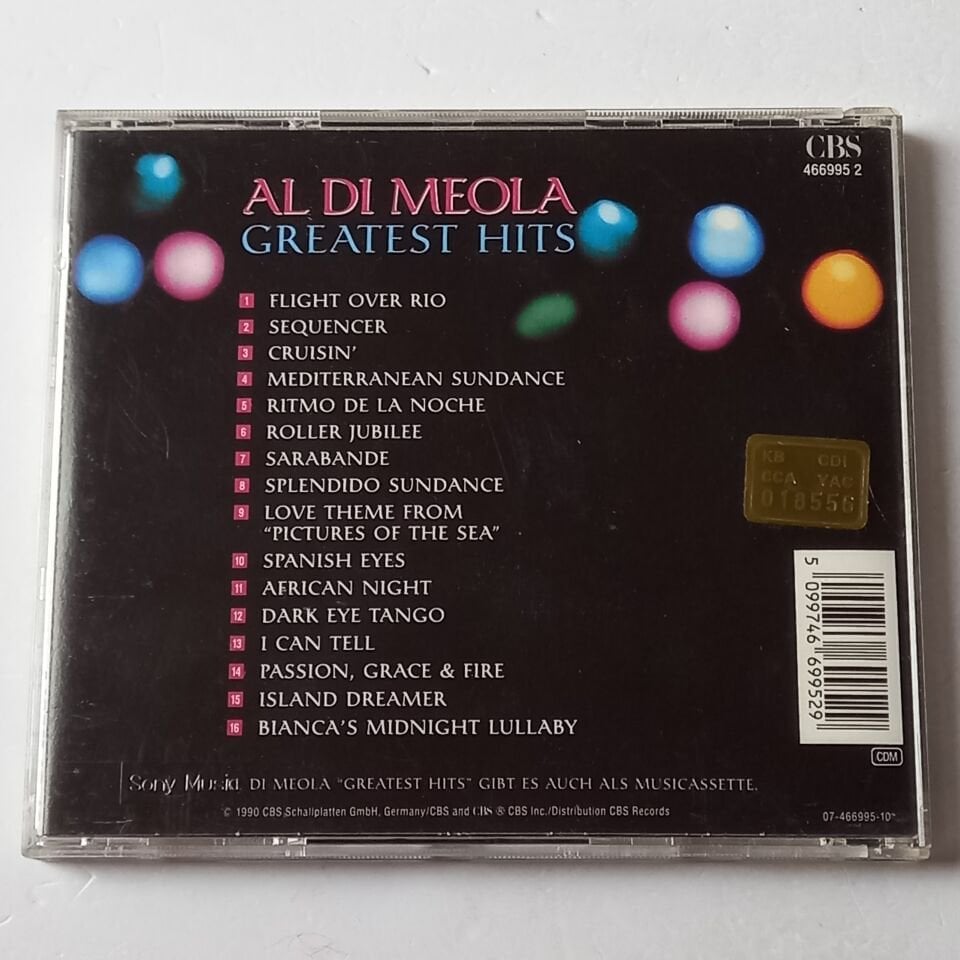 CBS
466995 2
AL DI MEOLA
GREATEST HITS
1 FLIGHT OVER RIO
2 SEQUENCER
3 CRUISIN'
4 MEDITERRANEAN SUNDANCE
5 RITMO DE LA NOCHE
6 ROLLER JUBILEE
7 SARABANDE
8 SPLENDIDO SUNDANCE
9 LOVE THEME FROM
"PICTURES OF THE SEA"
10 SPANISH EYES
11 AFRICAN NIGHT
12 DARK EYE TANGO
13 I CAN TELL
14 PASSION, GRACE & FIRE
15 ISLAND DREAMER
16 BIANCA'S MIDNIGHT LULLABY
KB CDI
CCA YAC
018556
5 099746 699529
CDM
Sony Music DI MEOLA "GREATEST HITS" GIBT ES AUCH ALS MUSICASSETTE.
© 1990 CBS Schallplatten GmbH, Germany/CBS and CBS ® CBS Inc./Distribution CBS Records
07-466995-10